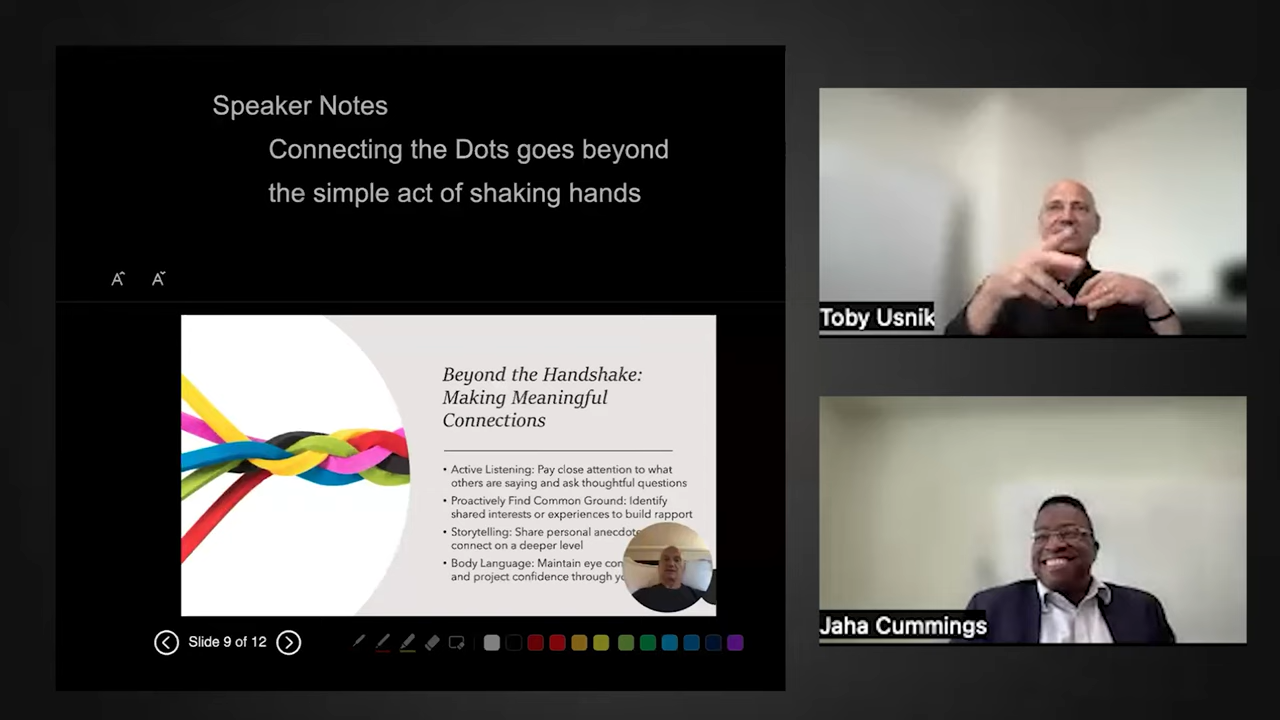 Speaker Notes
Connecting the Dots goes beyond
the simple act of shaking hands
A A
Beyond the Handshake:
Making Meaningful
Connections
• Active Listening: Pay close attention to what
others are saying and ask thoughtful questions
• Proactively Find Common Ground: Identify
shared interests or experiences to build rapport
• Storytelling: Share personal
connect on a deeper level
• Body Language: Maintain eye
and project confidence through
Slide 9 of 12
Toby Usnik
Jaha Cummings